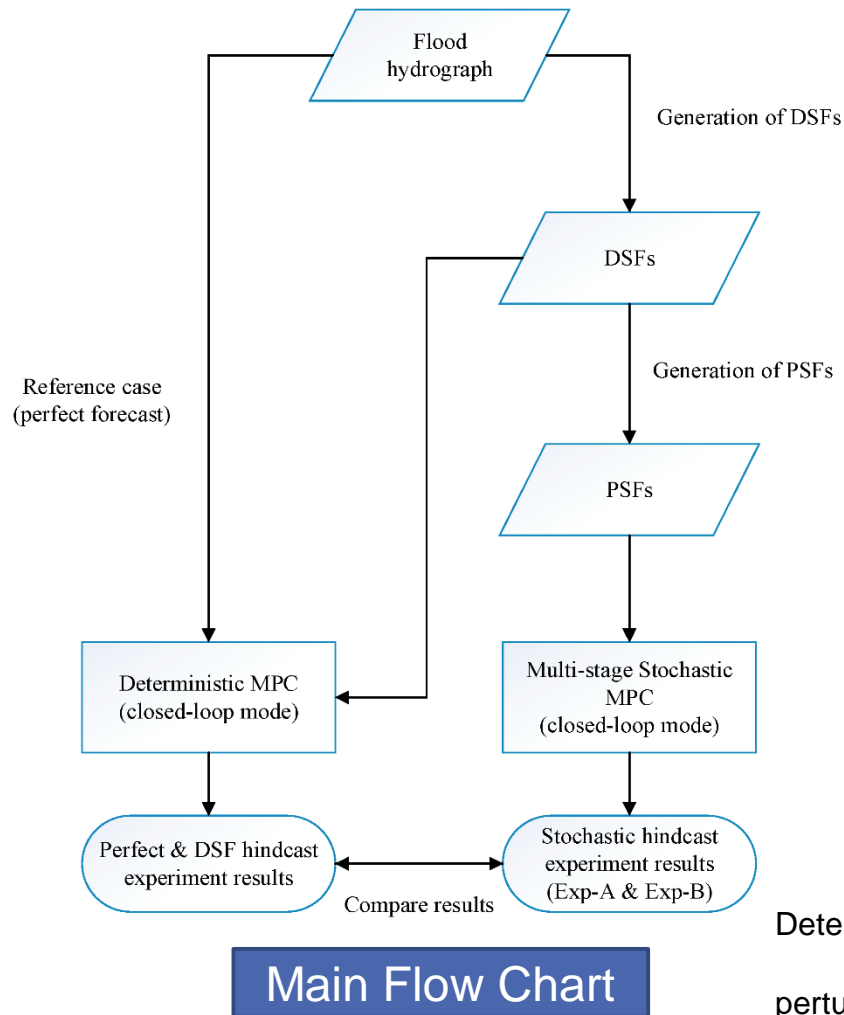 Flood
hydrograph
Generation of DSFs
DSFs
Generation of PSFs
Reference case
(perfect forecast)
PSFs
Deterministic MPC
(closed-loop mode)
Multi-stage Stochastic
MPC
(closed-loop mode)
Perfect & DSF hindcast
experiment results
Stochastic hindcast
experiment results
(Exp-A & Exp-B)
Compare results
Main Flow Chart
Dete
pertu